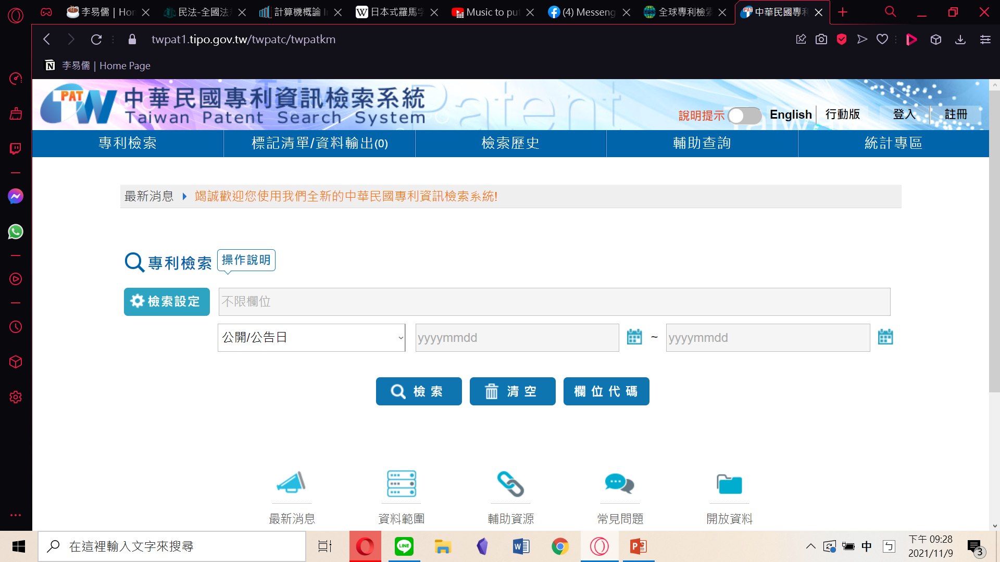 李易儒 | Hon
民法-全國法
計算機概論 I
日本式羅馬字
Music to pu
(4) Messeng
全球專利檢索
中華民國專利
twpat1.tipo.gov.tw/twpatc/twpatkm
李易儒 | Home Page
中華民國專利資訊檢索系統
Taiwan Patent Search System
說明提示
English
行動版
登入
註冊
專利檢索
標記清單/資料輸出(0)
檢索歷史
輔助查詢
統計專區
最新消息
竭誠歡迎您使用我們全新的中華民國專利資訊檢索系統!
專利檢索
操作說明
檢索設定
不限欄位
公開/公告日
yyyymmdd
~
yyyymmdd
檢索
清空
欄位代碼
最新消息
資料範圍
輔助資源
常見問題
開放資料
在這裡輸入文字來搜尋
中
ㄅ
下午 09:28
2021/11/9
3